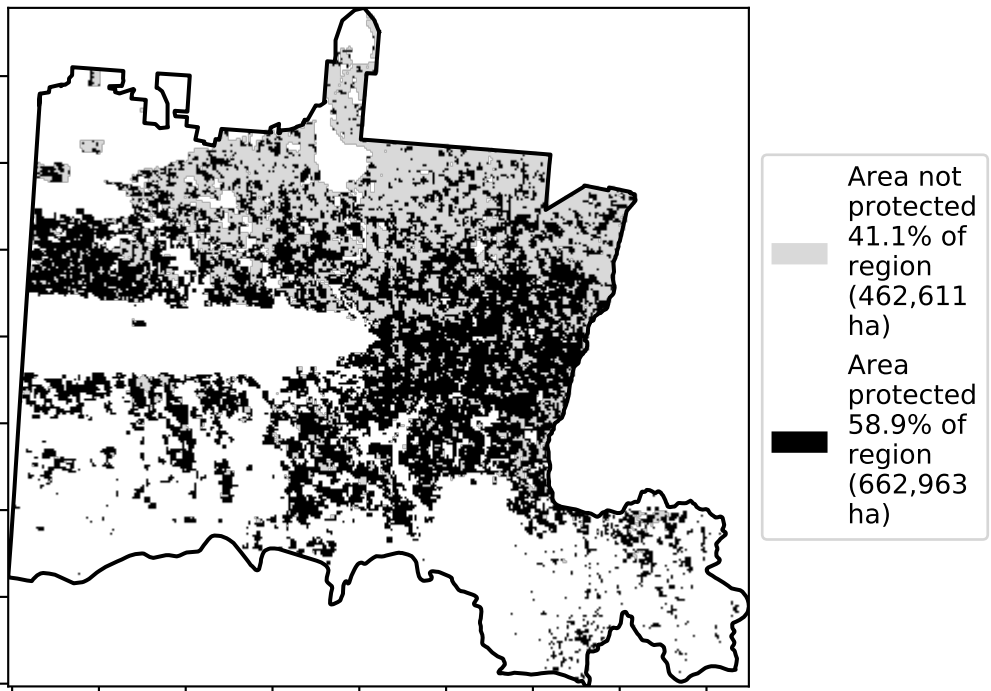 Area not
protected
41.1% of
region
(462,611
ha)
Area
protected
58.9% of
region
(662,963
ha)